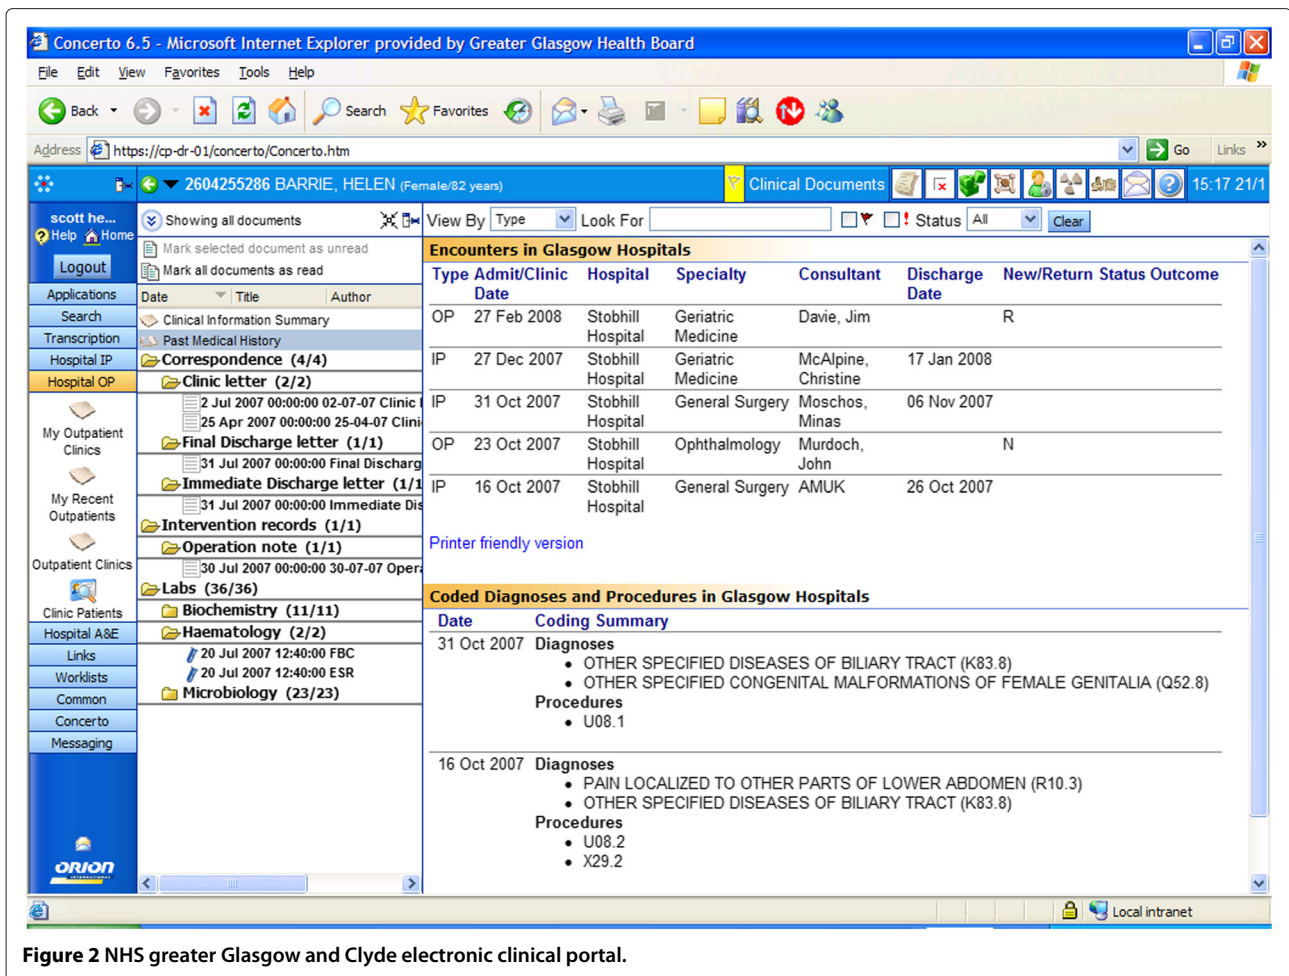 Concerto 6.5 - Microsoft Internet Explorer provided by Greater Glasgow Health Board
File Edit View Favorites Tools Help
Back Search Favorites
Address https://cp-dr-01/concerto/Concerto.htm Go Links »
2604255286 BARRIE, HELEN (Female/82 years) Clinical Documents 15:17 21/1
scott he...
Help Home
Logout
Applications
Search
Transcription
Hospital IP
Hospital OP
My Outpatient
Clinics
My Recent
Outpatients
Outpatient Clinics
Clinic Patients
Hospital A&E
Links
Worklists
Common
Concerto
Messaging
ORION
INTERNATIONAL
Showing all documents
Mark selected document as unread
Mark all documents as read
Date Title Author
Clinical Information Summary
Past Medical History
Correspondence (4/4)
Clinic letter (2/2)
2 Jul 2007 00:00:00 02-07-07 Clinic
25 Apr 2007 00:00:00 25-04-07 Clini
Final Discharge letter (1/1)
31 Jul 2007 00:00:00 Final Discharg
Immediate Discharge letter (1/1
31 Jul 2007 00:00:00 Immediate Dis
Intervention records (1/1)
Operation note (1/1)
30 Jul 2007 00:00:00 30-07-07 Oper
Labs (36/36)
Biochemistry (11/11)
Haematology (2/2)
20 Jul 2007 12:40:00 FBC
20 Jul 2007 12:40:00 ESR
Microbiology (23/23)
View By Type Look For ! Status All Clear
Encounters in Glasgow Hospitals
Type Admit/Clinic Hospital Specialty Consultant Discharge New/Return Status Outcome
Date Date
OP 27 Feb 2008 Stobhill Geriatric Davie, Jim R
Hospital Medicine
IP 27 Dec 2007 Stobhill Geriatric McAlpine, 17 Jan 2008
Hospital Medicine Christine
IP 31 Oct 2007 Stobhill General Surgery Moschos, 06 Nov 2007
Hospital Minas
OP 23 Oct 2007 Stobhill Ophthalmology Murdoch, N
Hospital John
IP 16 Oct 2007 Stobhill General Surgery AMUK 26 Oct 2007
Hospital
Printer friendly version
Coded Diagnoses and Procedures in Glasgow Hospitals
Date Coding Summary
31 Oct 2007 Diagnoses
• OTHER SPECIFIED DISEASES OF BILIARY TRACT (K83.8)
• OTHER SPECIFIED CONGENITAL MALFORMATIONS OF FEMALE GENITALIA (Q52.8)
Procedures
• U08.1
16 Oct 2007 Diagnoses
• PAIN LOCALIZED TO OTHER PARTS OF LOWER ABDOMEN (R10.3)
• OTHER SPECIFIED DISEASES OF BILIARY TRACT (K83.8)
Procedures
• U08.2
• X29.2
Local intranet
Figure 2 NHS greater Glasgow and Clyde electronic clinical portal.